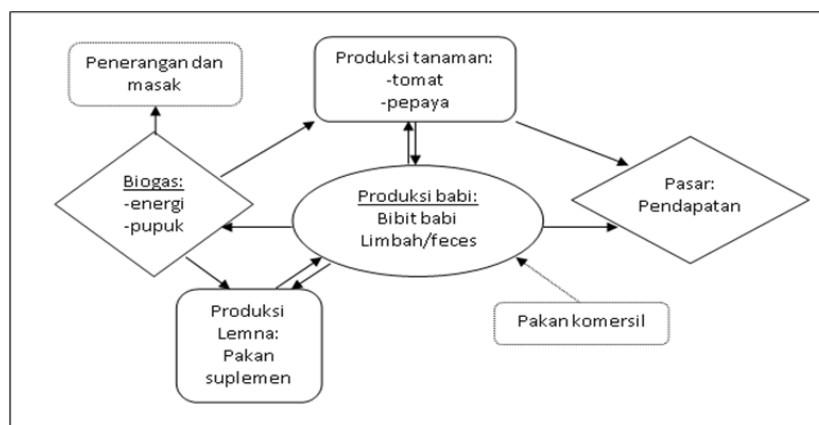 Penerangan dan
masak
Produksi tanaman:
-tomat
-pepaya
Biogas:
-energi
-pupuk
Produksi babi:
Bibit babi
Limbah/feces
Pasar:
Pendapatan
Produksi
Lemna:
Pakan
suplemen
Pakan komersil